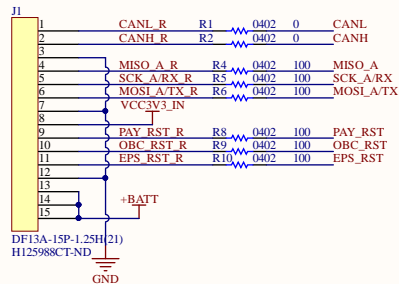 J1
1 CANL_R R1 0402 0 CANL
2 CANH_R R2 0402 0 CANH
3
4 MISO_A_R R4 0402 100 MISO_A
5 SCK_A/RX_R R5 0402 100 SCK_A/RX
6 MOSI_A/TX_R R6 0402 100 MOSI_A/TX
7 VCC3V3_IN
8
9 PAY_RST_R R8 0402 100 PAY_RST
10 OBC_RST_R R9 0402 100 OBC_RST
11 EPS_RST_R R10 0402 100 EPS_RST
12
13
14 +BATT
15
DF13A-15P-1.25H(21)
H125988CT-ND
GND